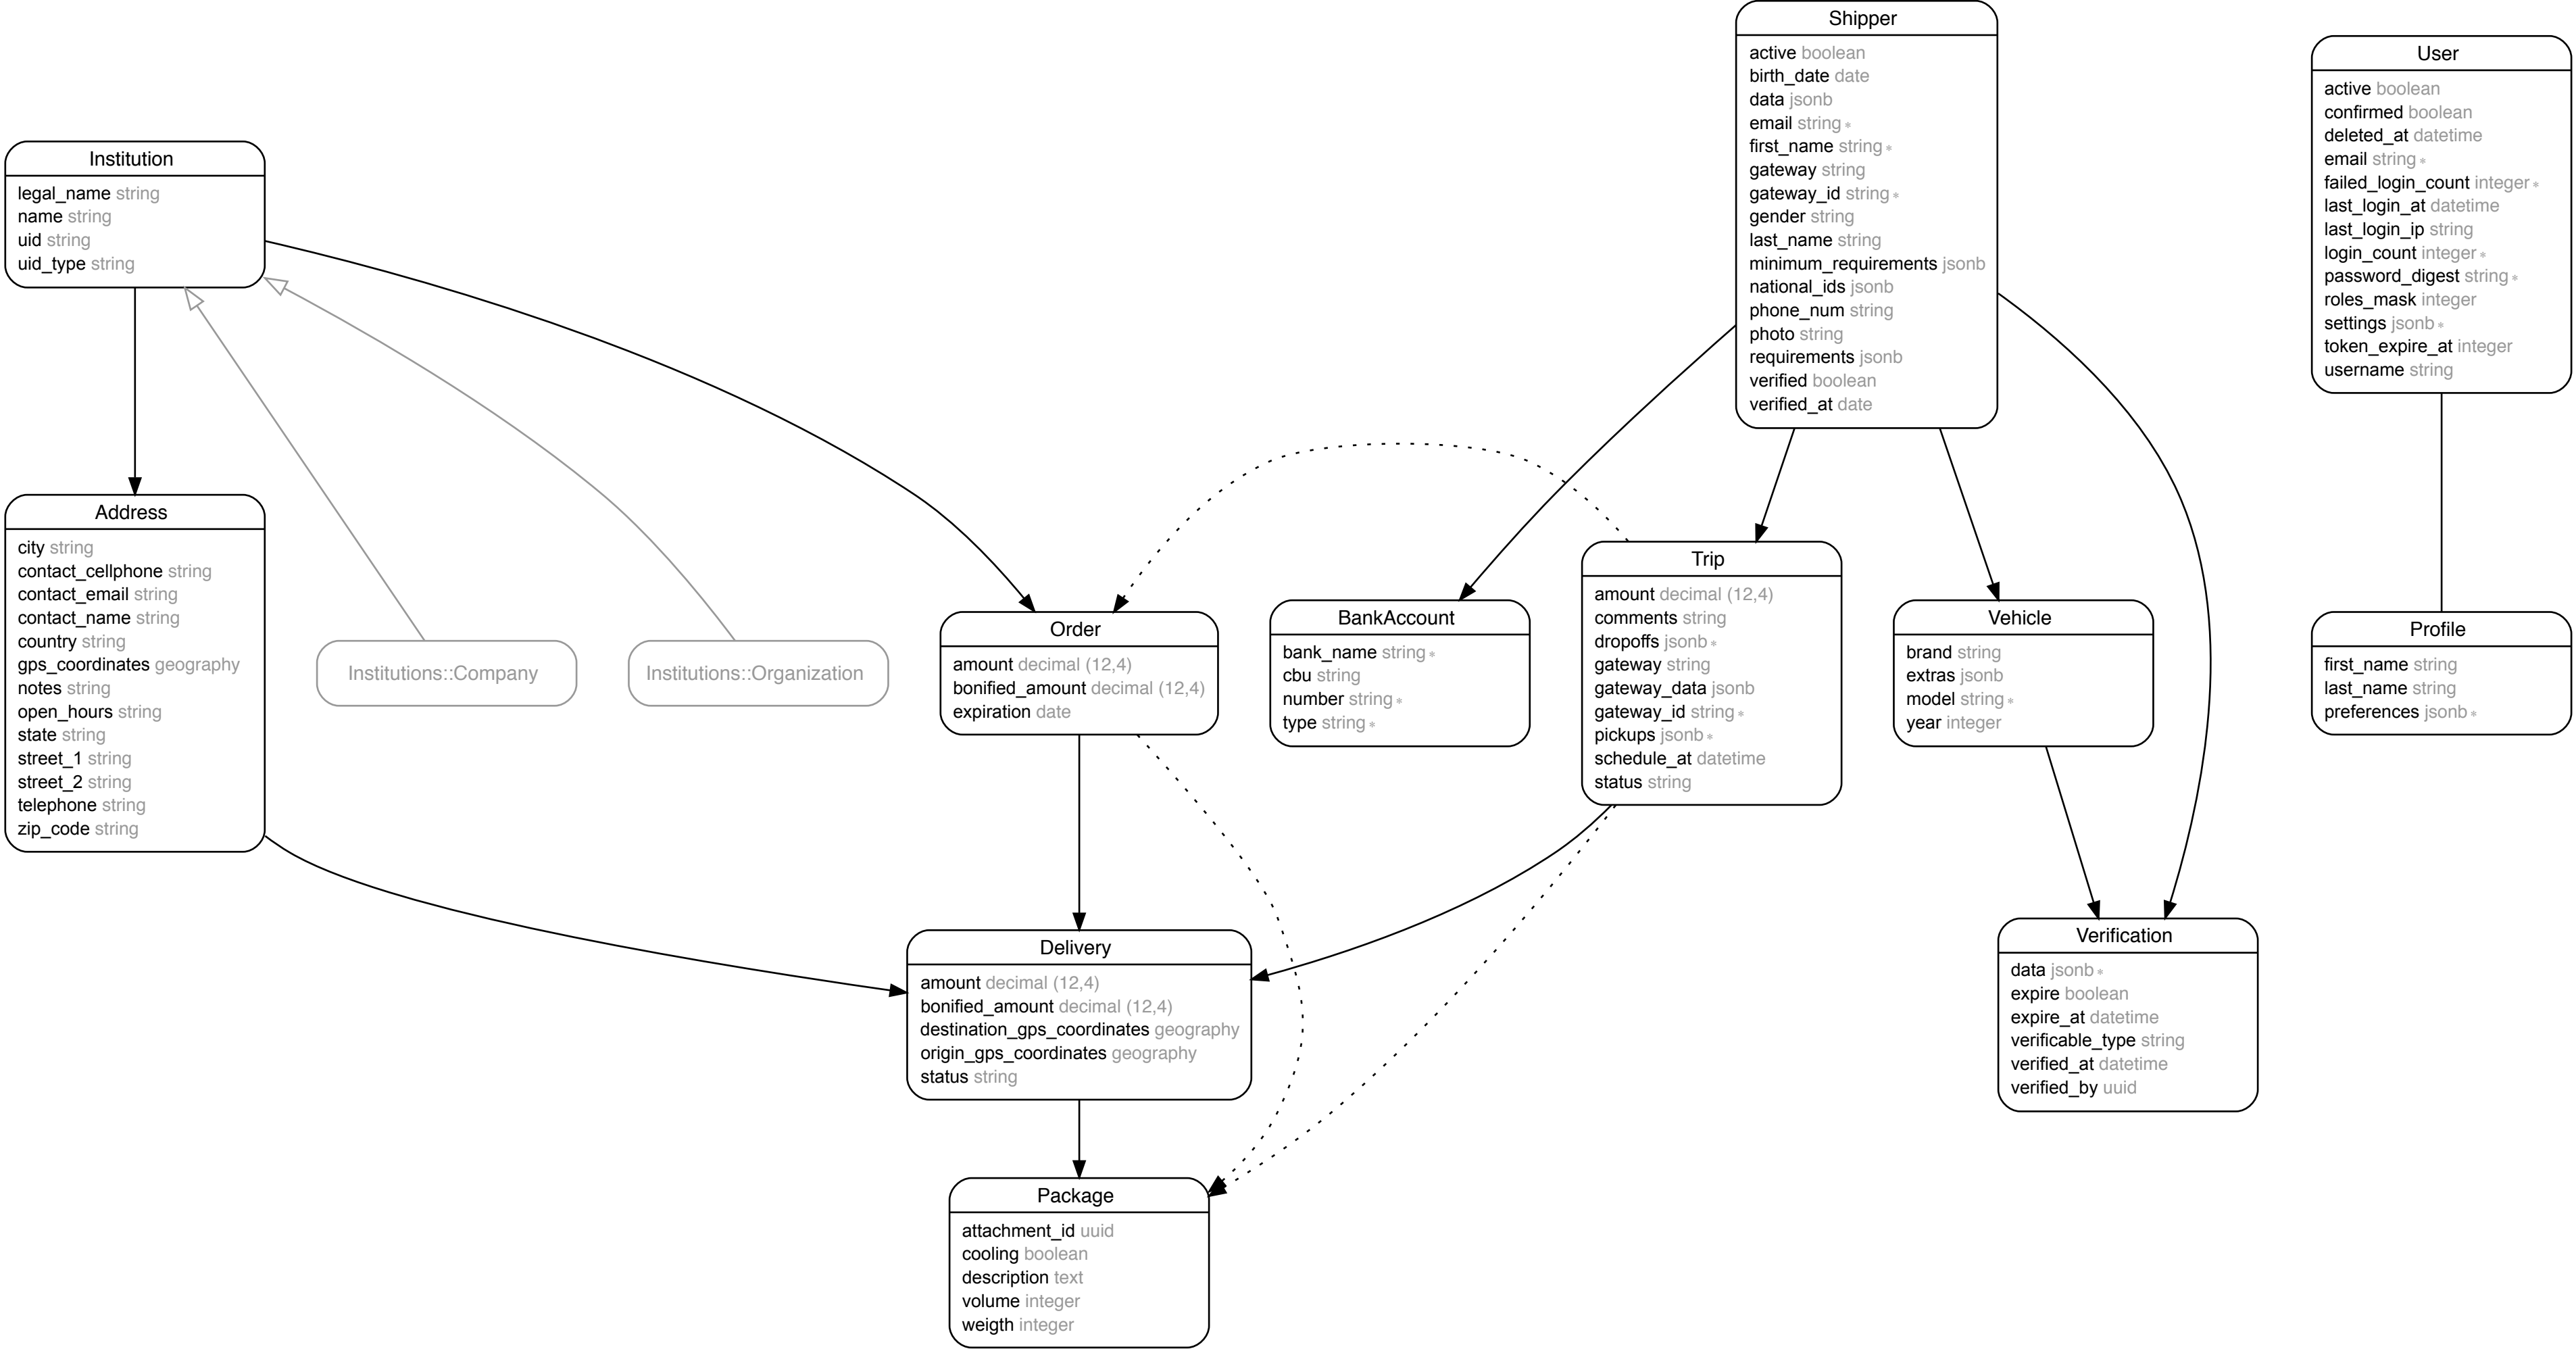 Shipper
active boolean
birth_date date
data jsonb
email string *
first_name string *
gateway string
gateway_id string *
gender string
last_name string
minimum_requirements jsonb
national_ids jsonb
phone_num string
photo string
requirements jsonb
verified boolean
verified_at date
User
active boolean
confirmed boolean
deleted_at datetime
email string *
failed_login_count integer *
last_login_at datetime
last_login_ip string
login_count integer *
password_digest string *
roles_mask integer
settings jsonb *
token_expire_at integer
username string
Institution
legal_name string
name string
uid string
uid_type string
Address
city string
contact_cellphone string
contact_email string
contact_name string
country string
gps_coordinates geography
notes string
open_hours string
state string
street_1 string
street_2 string
telephone string
zip_code string
Institutions::Company
Institutions::Organization
Order
amount decimal (12,4)
bonified_amount decimal (12,4)
expiration date
BankAccount
bank_name string *
cbu string
number string *
type string *
Trip
amount decimal (12,4)
comments string
dropoffs jsonb *
gateway string
gateway_data jsonb
gateway_id string *
pickups jsonb *
schedule_at datetime
status string
Vehicle
brand string
extras jsonb
model string *
year integer
Profile
first_name string
last_name string
preferences jsonb *
Delivery
amount decimal (12,4)
bonified_amount decimal (12,4)
destination_gps_coordinates geography
origin_gps_coordinates geography
status string
Verification
data jsonb *
expire boolean
expire_at datetime
verificable_type string
verified_at datetime
verified_by uuid
Package
attachment_id uuid
cooling boolean
description text
volume integer
weigth integer